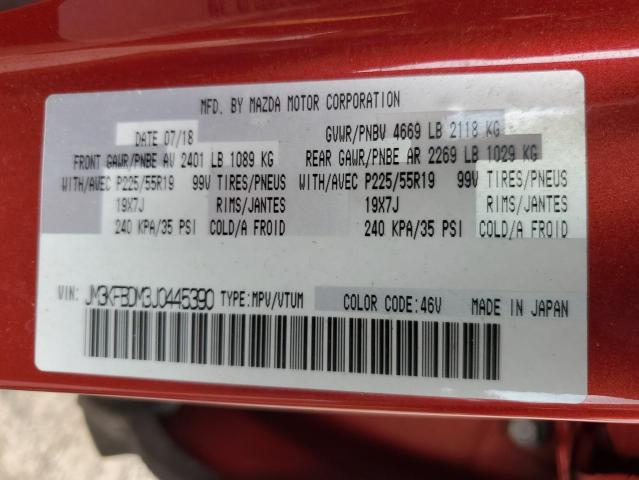 MFD. BY MAZDA MOTOR CORPORATION
DATE 07/18 GVWR/PNBV 4669 LB 2118 KG
FRONT GAWR/PNBE AV 2401 LB 1089 KG REAR GAWR/PNBE AR 2269 LB 1029 KG
WITH/AVEC P225/55R19 99V TIRES/PNEUS WITH/AVEC P225/55R19 99V TIRES/PNEUS
19X7J RIMS/JANTES 19X7J RIMS/JANTES
240 KPA/35 PSI COLD/A FROID 240 KPA/35 PSI COLD/A FROID
VIN: JM3KFBDM3J0445390 TYPE:MPV/VTUM COLOR CODE:46V MADE IN JAPAN